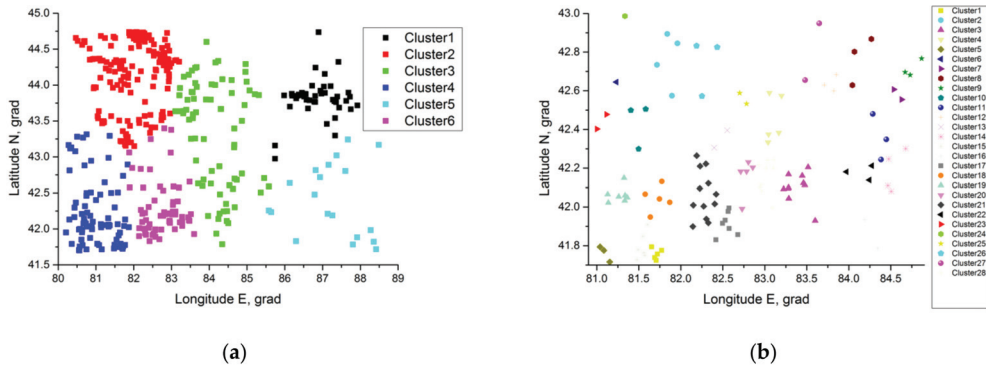 45.0
44.5
44.0
43.5
43.0
42.5
42.0
41.5
Latitude N, grad
80 81 82 83 84 85 86 87 88 89
Longitude E, grad
Cluster1
Cluster2
Cluster3
Cluster4
Cluster5
Cluster6
(a)
43.0
42.8
42.6
42.4
42.2
42.0
41.8
Latitude N, grad
81.0 81.5 82.0 82.5 83.0 83.5 84.0 84.5
Longitude E, grad
Cluster1
Cluster2
Cluster3
Cluster4
Cluster5
Cluster6
Cluster7
Cluster8
Cluster9
Cluster10
Cluster11
Cluster12
Cluster13
Cluster14
Cluster15
Cluster16
Cluster17
Cluster18
Cluster19
Cluster20
Cluster21
Cluster22
Cluster23
Cluster24
Cluster25
Cluster26
Cluster27
Cluster28
(b)